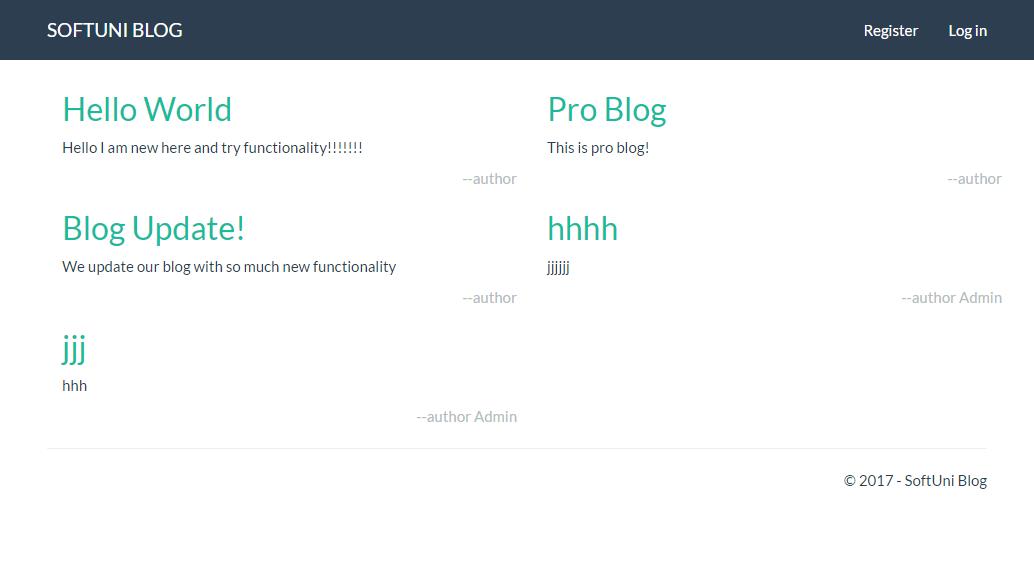 SOFTUNI BLOG
Register
Log in
Hello World
Hello I am new here and try functionality!!!!!!!
--author
Pro Blog
This is pro blog!
--author
Blog Update!
We update our blog with so much new functionality
--author
hhhh
jjjjjj
--author Admin
jjj
hhh
--author Admin
© 2017 - SoftUni Blog